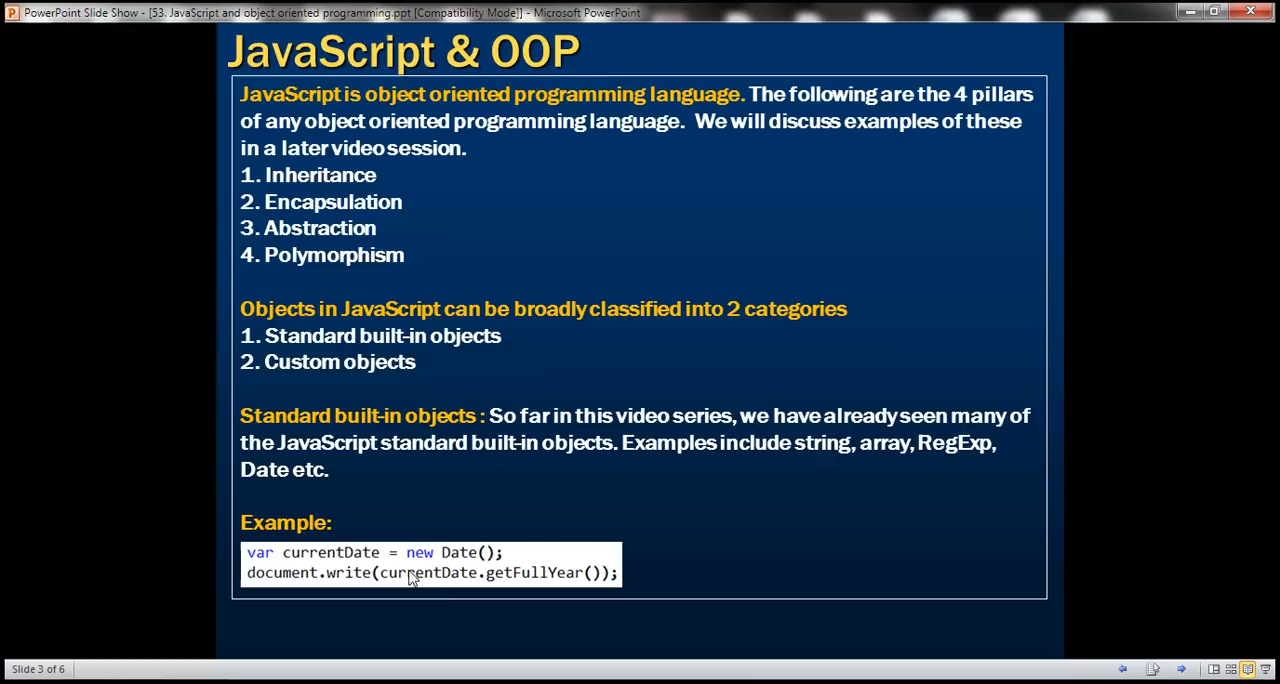 PowerPoint Slide Show - [53. JavaScript and object oriented programming.ppt [Compatibility Mode]] - Microsoft PowerPoint
JavaScript & OOP
JavaScript is object oriented programming language. The following are the 4 pillars
of any object oriented programming language. We will discuss examples of these
in a later video session.
1. Inheritance
2. Encapsulation
3. Abstraction
4. Polymorphism
Objects in JavaScript can be broadly classified into 2 categories
1. Standard built-in objects
2. Custom objects
Standard built-in objects : So far in this video series, we have already seen many of
the JavaScript standard built-in objects. Examples include string, array, RegExp,
Date etc.
Example:
var currentDate = new Date();
document.write(currentDate.getFullYear());
Slide 3 of 6